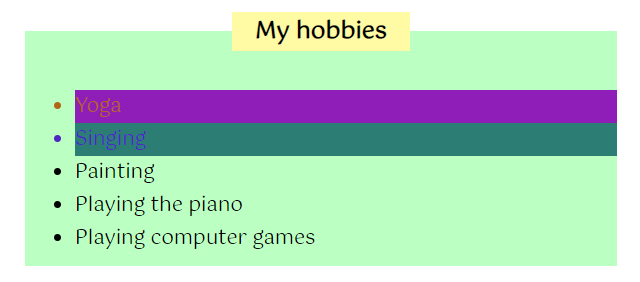 My hobbies
Yoga
Singing
Painting
Playing the piano
Playing computer games